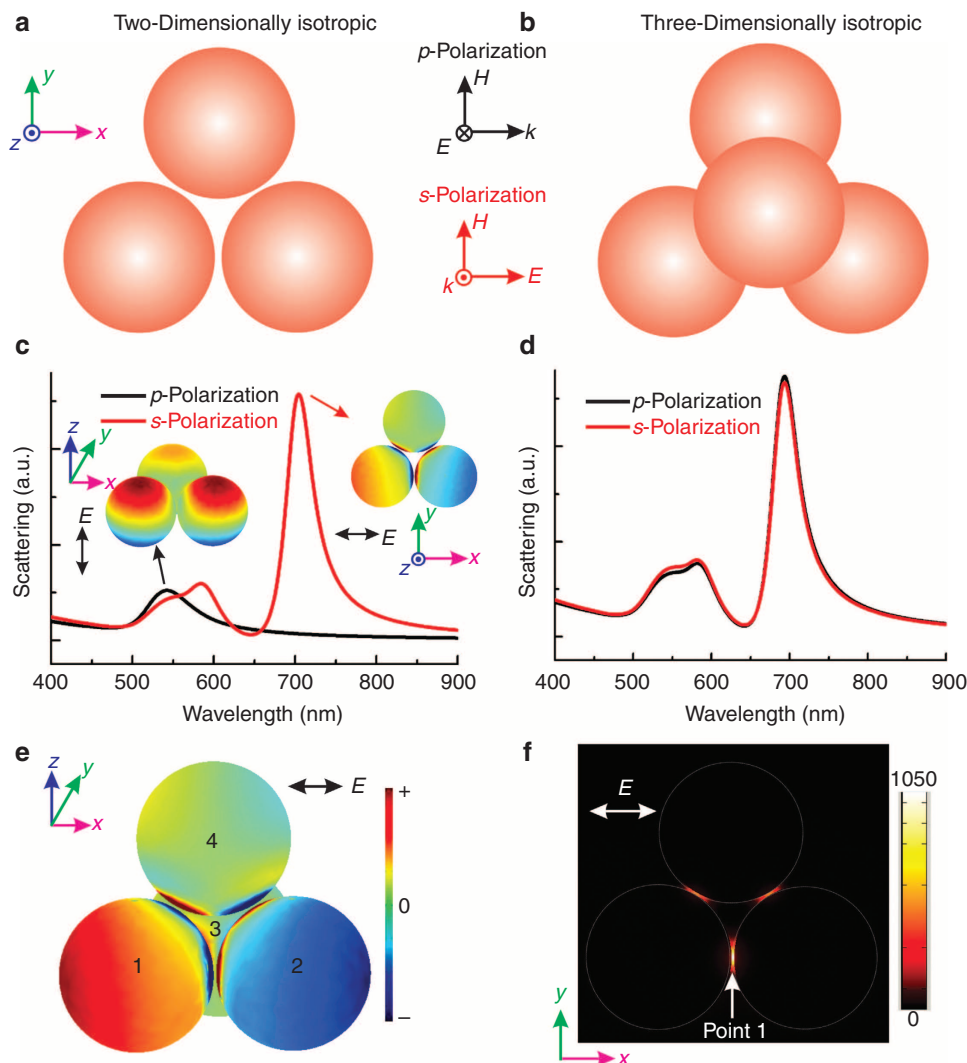 a
Two-Dimensionally isotropic
b
Three-Dimensionally isotropic
y
z
x
p-Polarization
H
E
k
s-Polarization
H
k
E
c
p-Polarization
s-Polarization
z
y
x
E
E
y
z
x
Scattering (a.u.)
400 500 600 700 800 900
Wavelength (nm)
d
p-Polarization
s-Polarization
Scattering (a.u.)
400 500 600 700 800 900
Wavelength (nm)
e
z
y
x
E
4
3
1
2
+
0
–
f
E
1050
0
Point 1
y
x